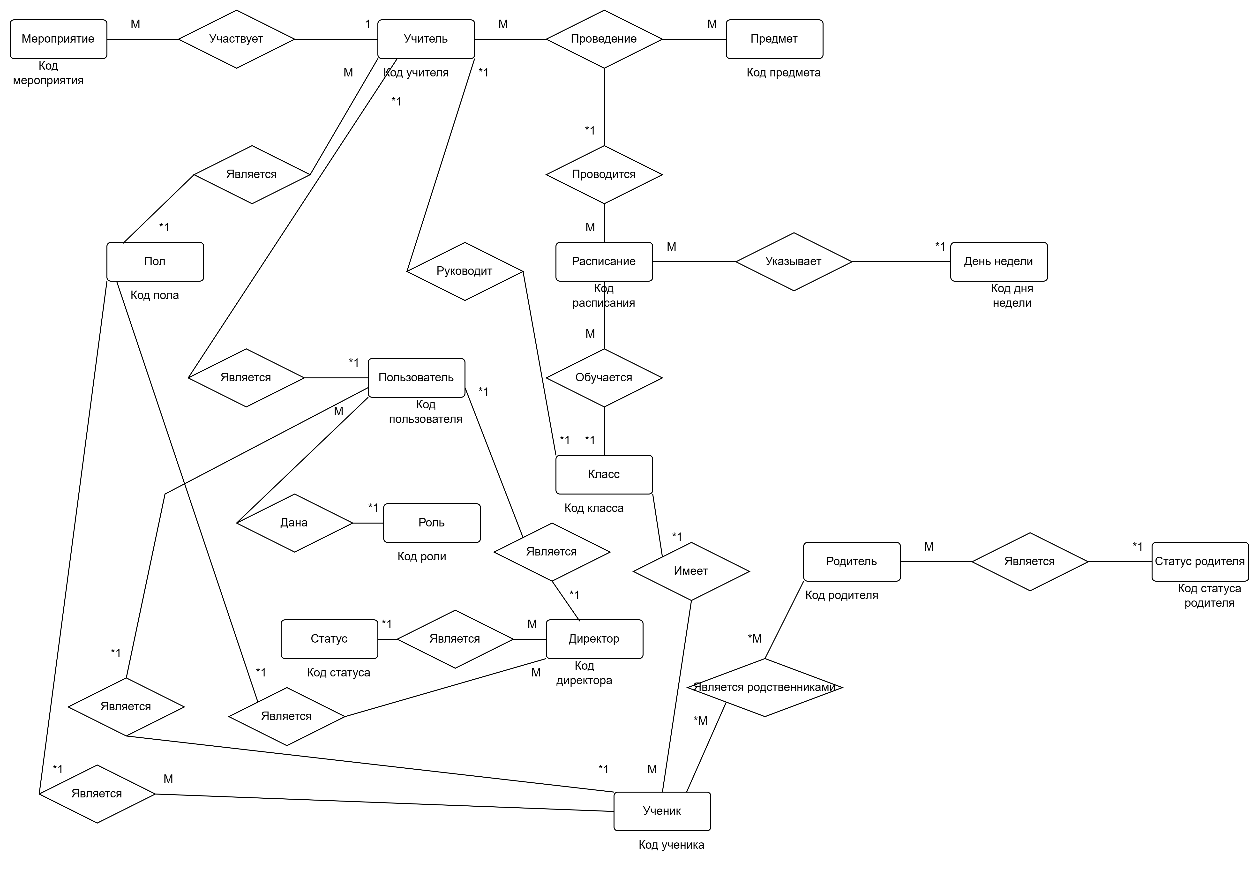 Мероприятие
М
Участвует
1
Учитель
М
Проведение
М
Предмет
Код
мероприятия
М
Код учителя
*1
Код предмета
*1
*1
Является
Проводится
*1
М
Пол
Код пола
Руководит
Расписание
М
Указывает
*1
День недели
Код
расписания
Код дня
недели
М
Является
*1
Пользователь
*1
Обучается
М
Код
пользователя
*1
*1
Класс
Код класса
Дана
*1
Роль
Код роли
Является
*1
Имеет
Родитель
М
Является
*1
Статус родителя
Код родителя
Код статуса
родителя
*1
Статус
*1
Является
М
Директор
*М
Код статуса
Код
директора
*1
*1
М
Является родственниками
Является
Является
*М
*1
М
*1
М
Является
Ученик
Код ученика